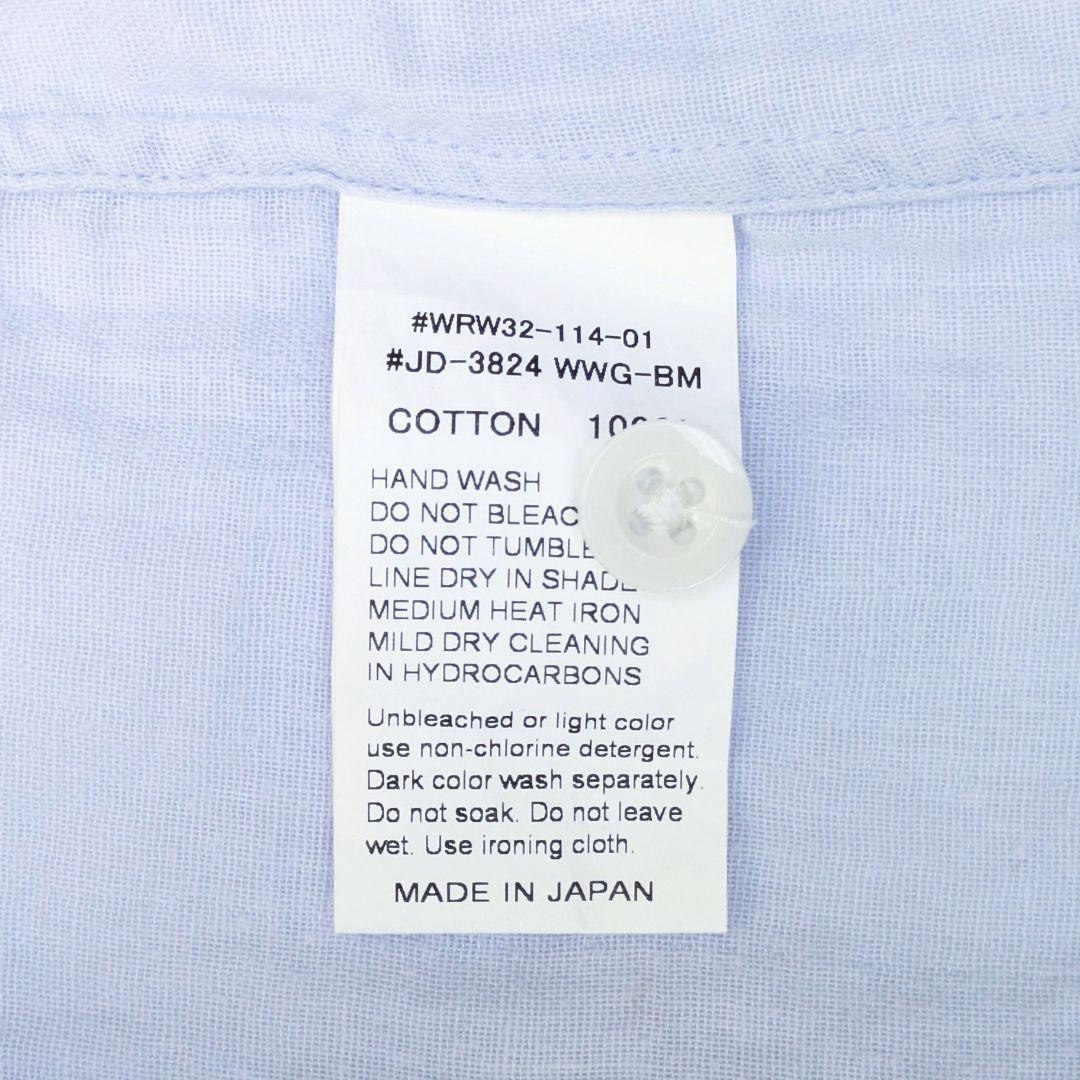 #WRW32-114-01
#JD-3824 WWG-BM
COTTON
HAND WASH
DO NOT
DO NOT TUMBLE
LINE DRY IN SHADE
MEDIUM HEAT IRON
MILD DRY CLEANING
IN HYDROCARBONS
Unbleached or light color
use non-chlorine detergent.
Dark color wash separately.
Do not soak. Do not leave
wet. Use ironing cloth.
MADE IN JAPAN